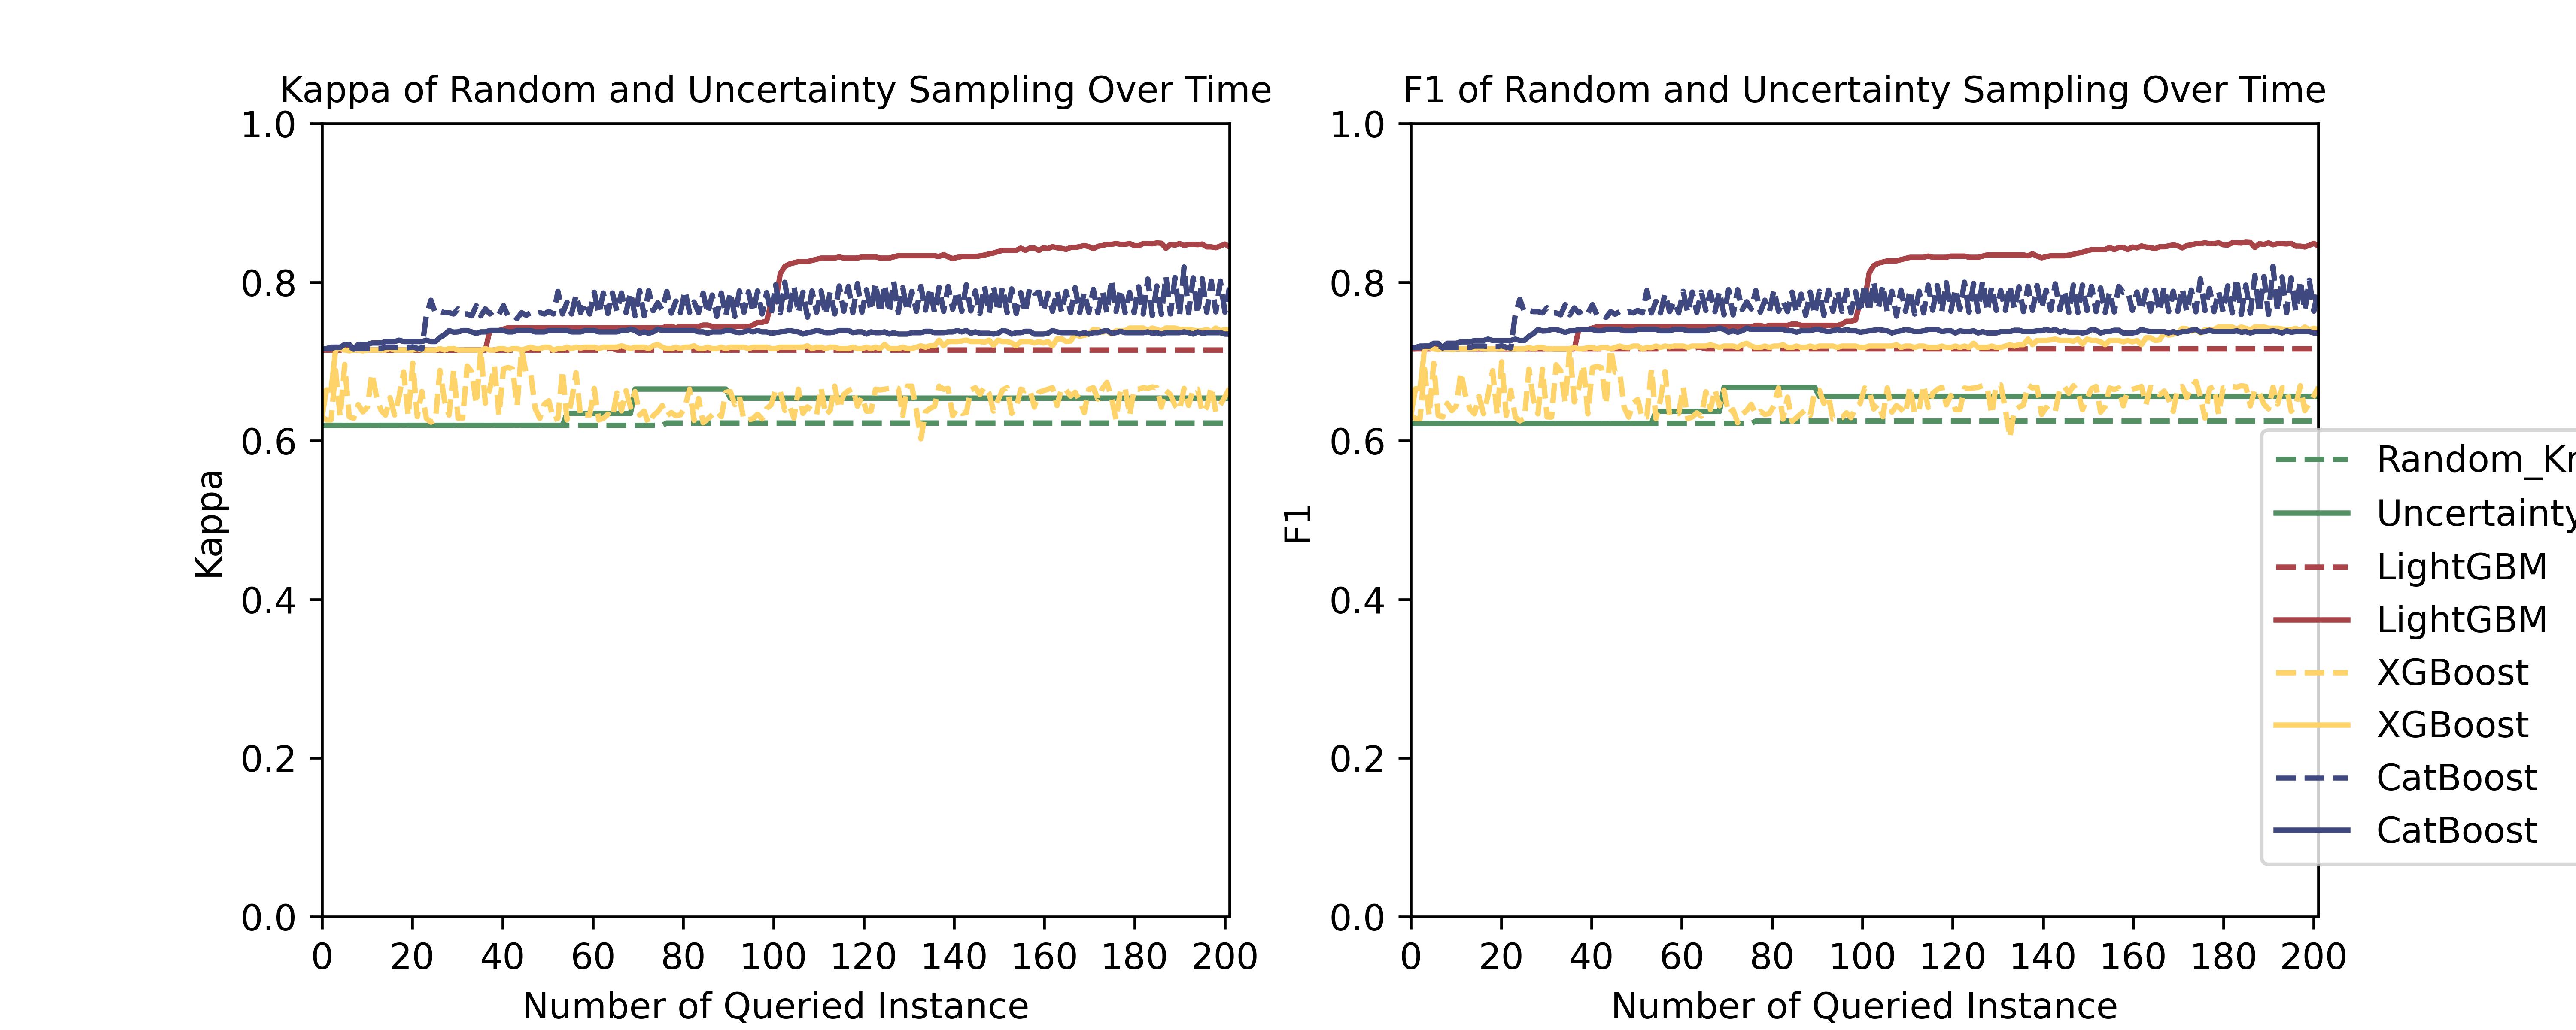 Kappa of Random and Uncertainty Sampling Over Time
1.0
0.8
0.6
0.4
0.2
0.0
Kappa
0 20 40 60 80 100 120 140 160 180 200
Number of Queried Instance
F1 of Random and Uncertainty Sampling Over Time
1.0
0.8
0.6
0.4
0.2
0.0
F1
0 20 40 60 80 100 120 140 160 180 200
Number of Queried Instance
Uncertainty
LightGBM
LightGBM
XGBoost
XGBoost
CatBoost
CatBoost